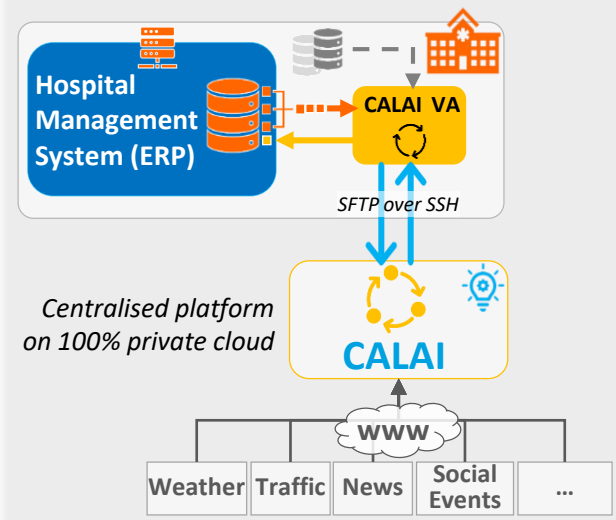 Hospital
Management
System (ERP)
CALAI VA
SFTP over SSH
Centralised platform
on 100% private cloud
CALAI
www
Weather
Traffic
News
Social
Events
...